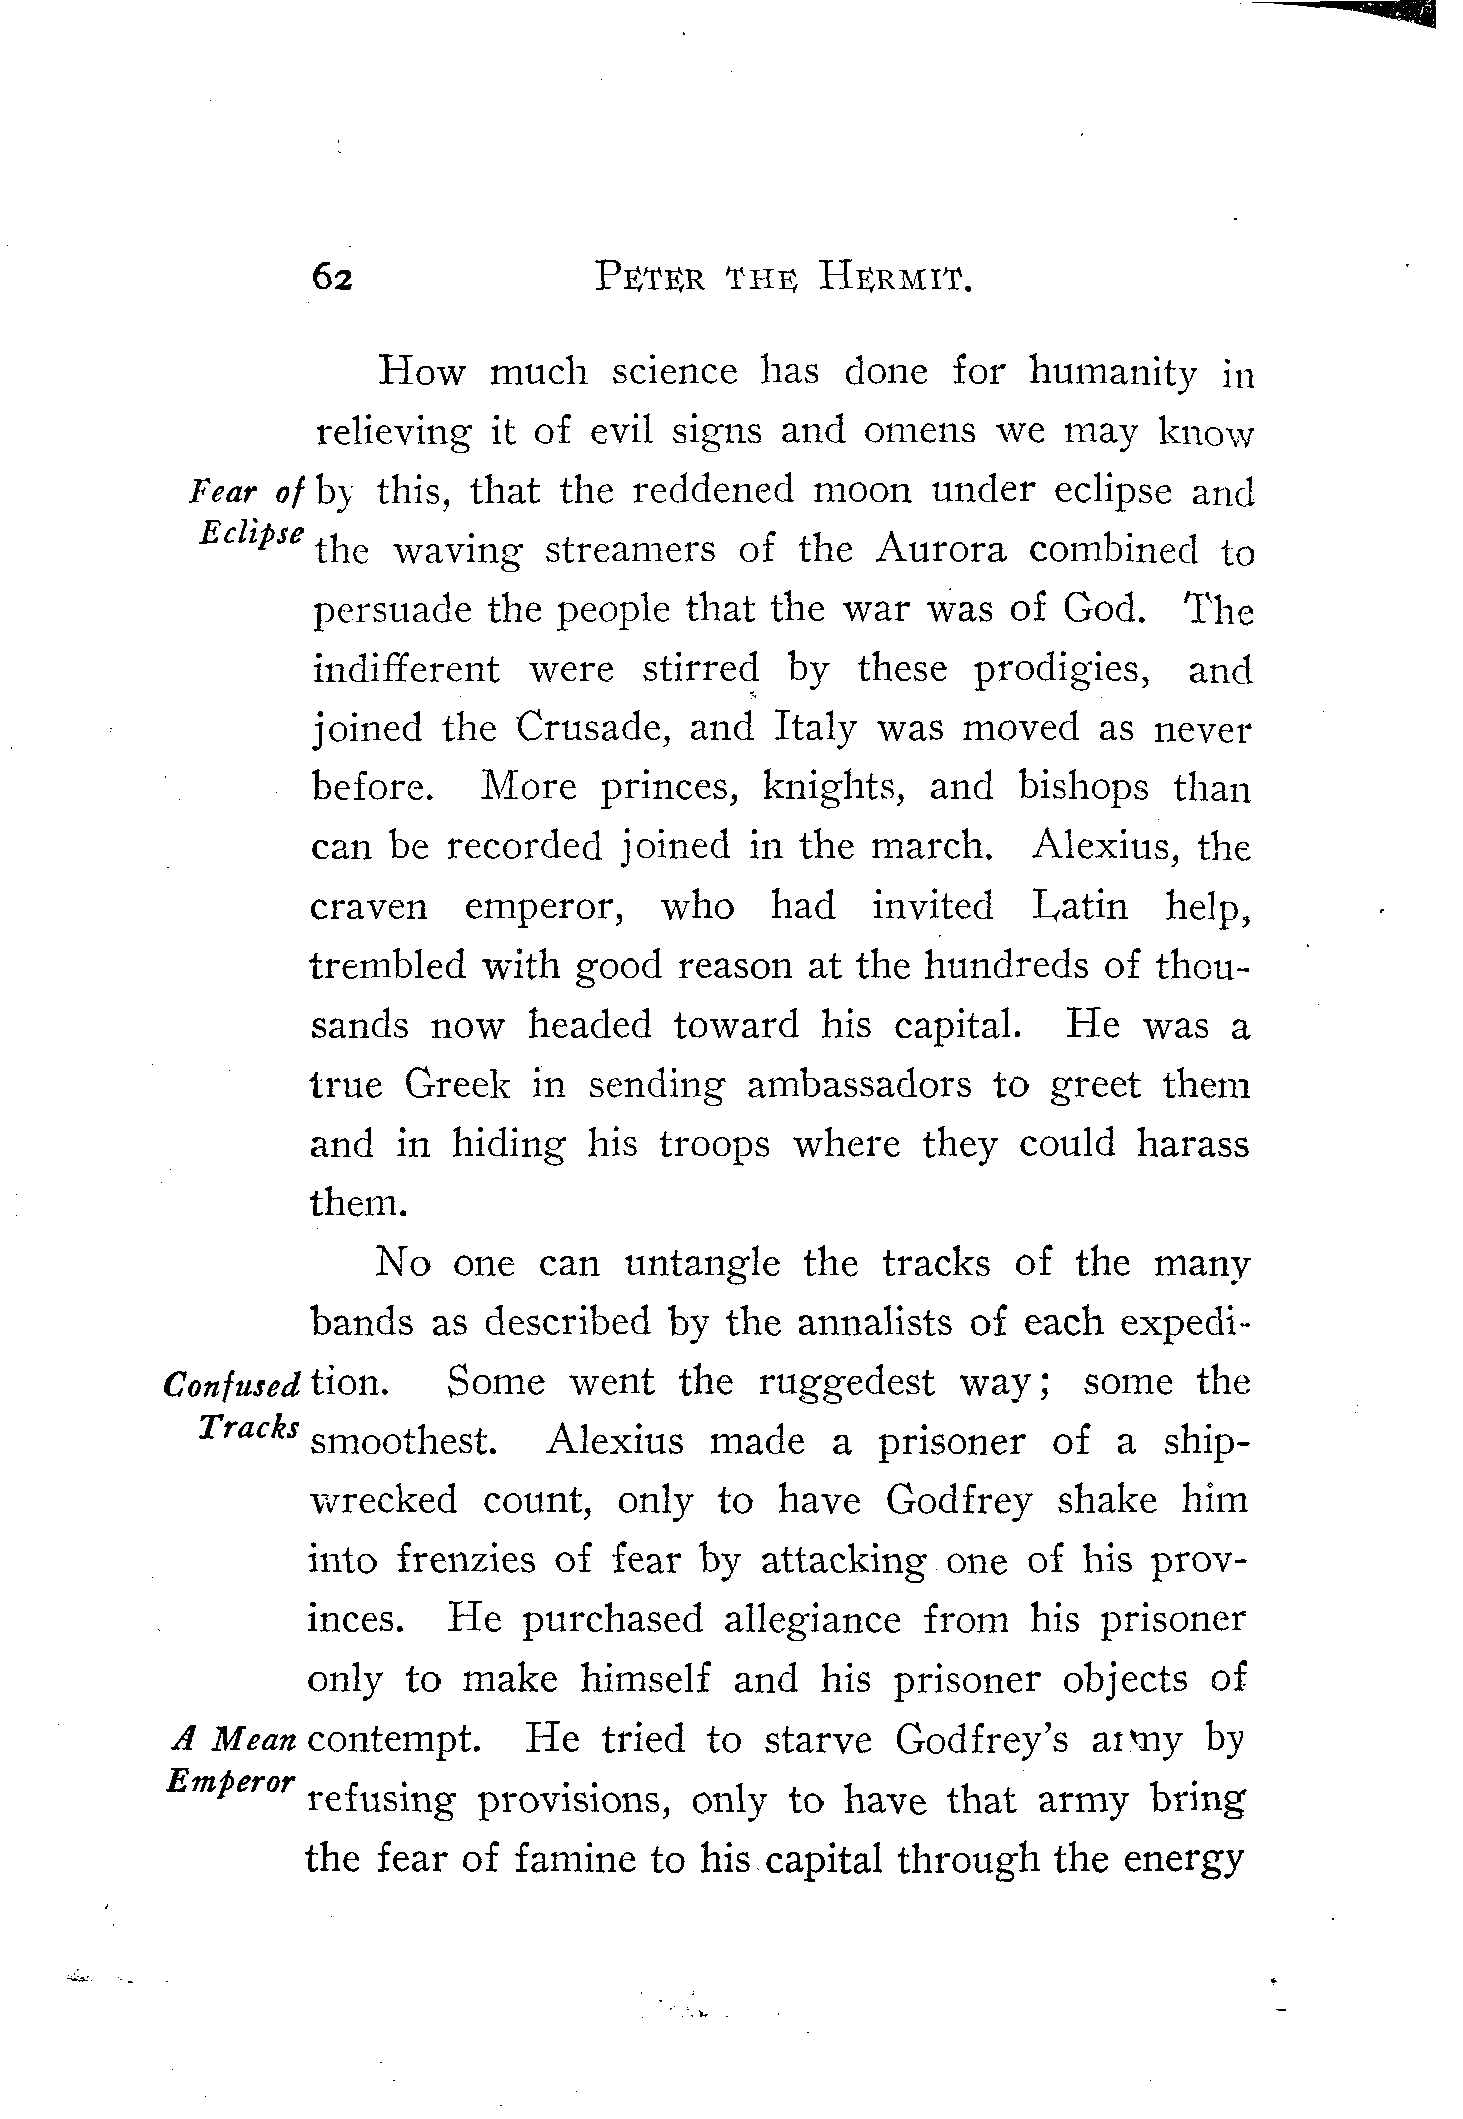 62 PETER THE HERMIT.
How much science has done for humanity in
relieving it of evil signs and omens we may know
Fear of by this, that the reddened moon under eclipse and
Eclipse the waving streamers of the Aurora combined to
persuade the people that the war was of God. The
indifferent were stirred by these prodigies, and
joined the Crusade, and Italy was moved as never
before. More princes, knights, and bishops than
can be recorded joined in the march. Alexius, the
craven emperor, who had invited Latin help,
trembled with good reason at the hundreds of thou-
sands now headed toward his capital. He was a
true Greek in sending ambassadors to greet them
and in hiding his troops where they could harass
them.
No one can untangle the tracks of the many
bands as described by the annalists of each expedi-
Confused tion. Some went the ruggedest way; some the
Tracks smoothest. Alexius made a prisoner of a ship-
wrecked count, only to have Godfrey shake him
into frenzies of fear by attacking one of his prov-
inces. He purchased allegiance from his prisoner
only to make himself and his prisoner objects of
A Mean contempt. He tried to starve Godfrey's army by
Emperor refusing provisions, only to have that army bring
the fear of famine to his capital through the energy